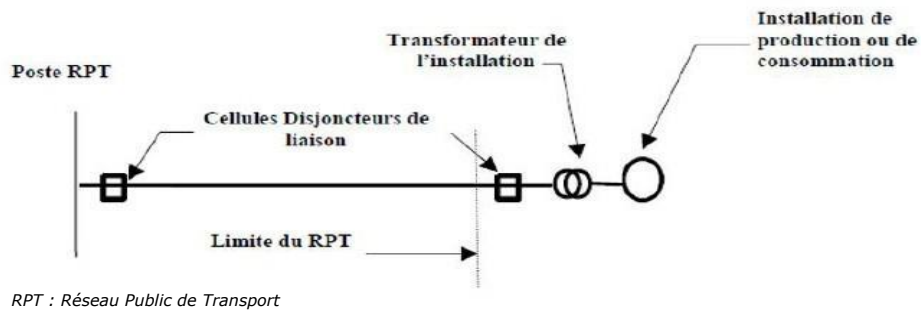 Installation de
production ou de
consommation
Transformateur de
l'installation
Poste RPT
Cellules Disjoncteurs de
liaison
Limite du RPT
RPT : Réseau Public de Transport